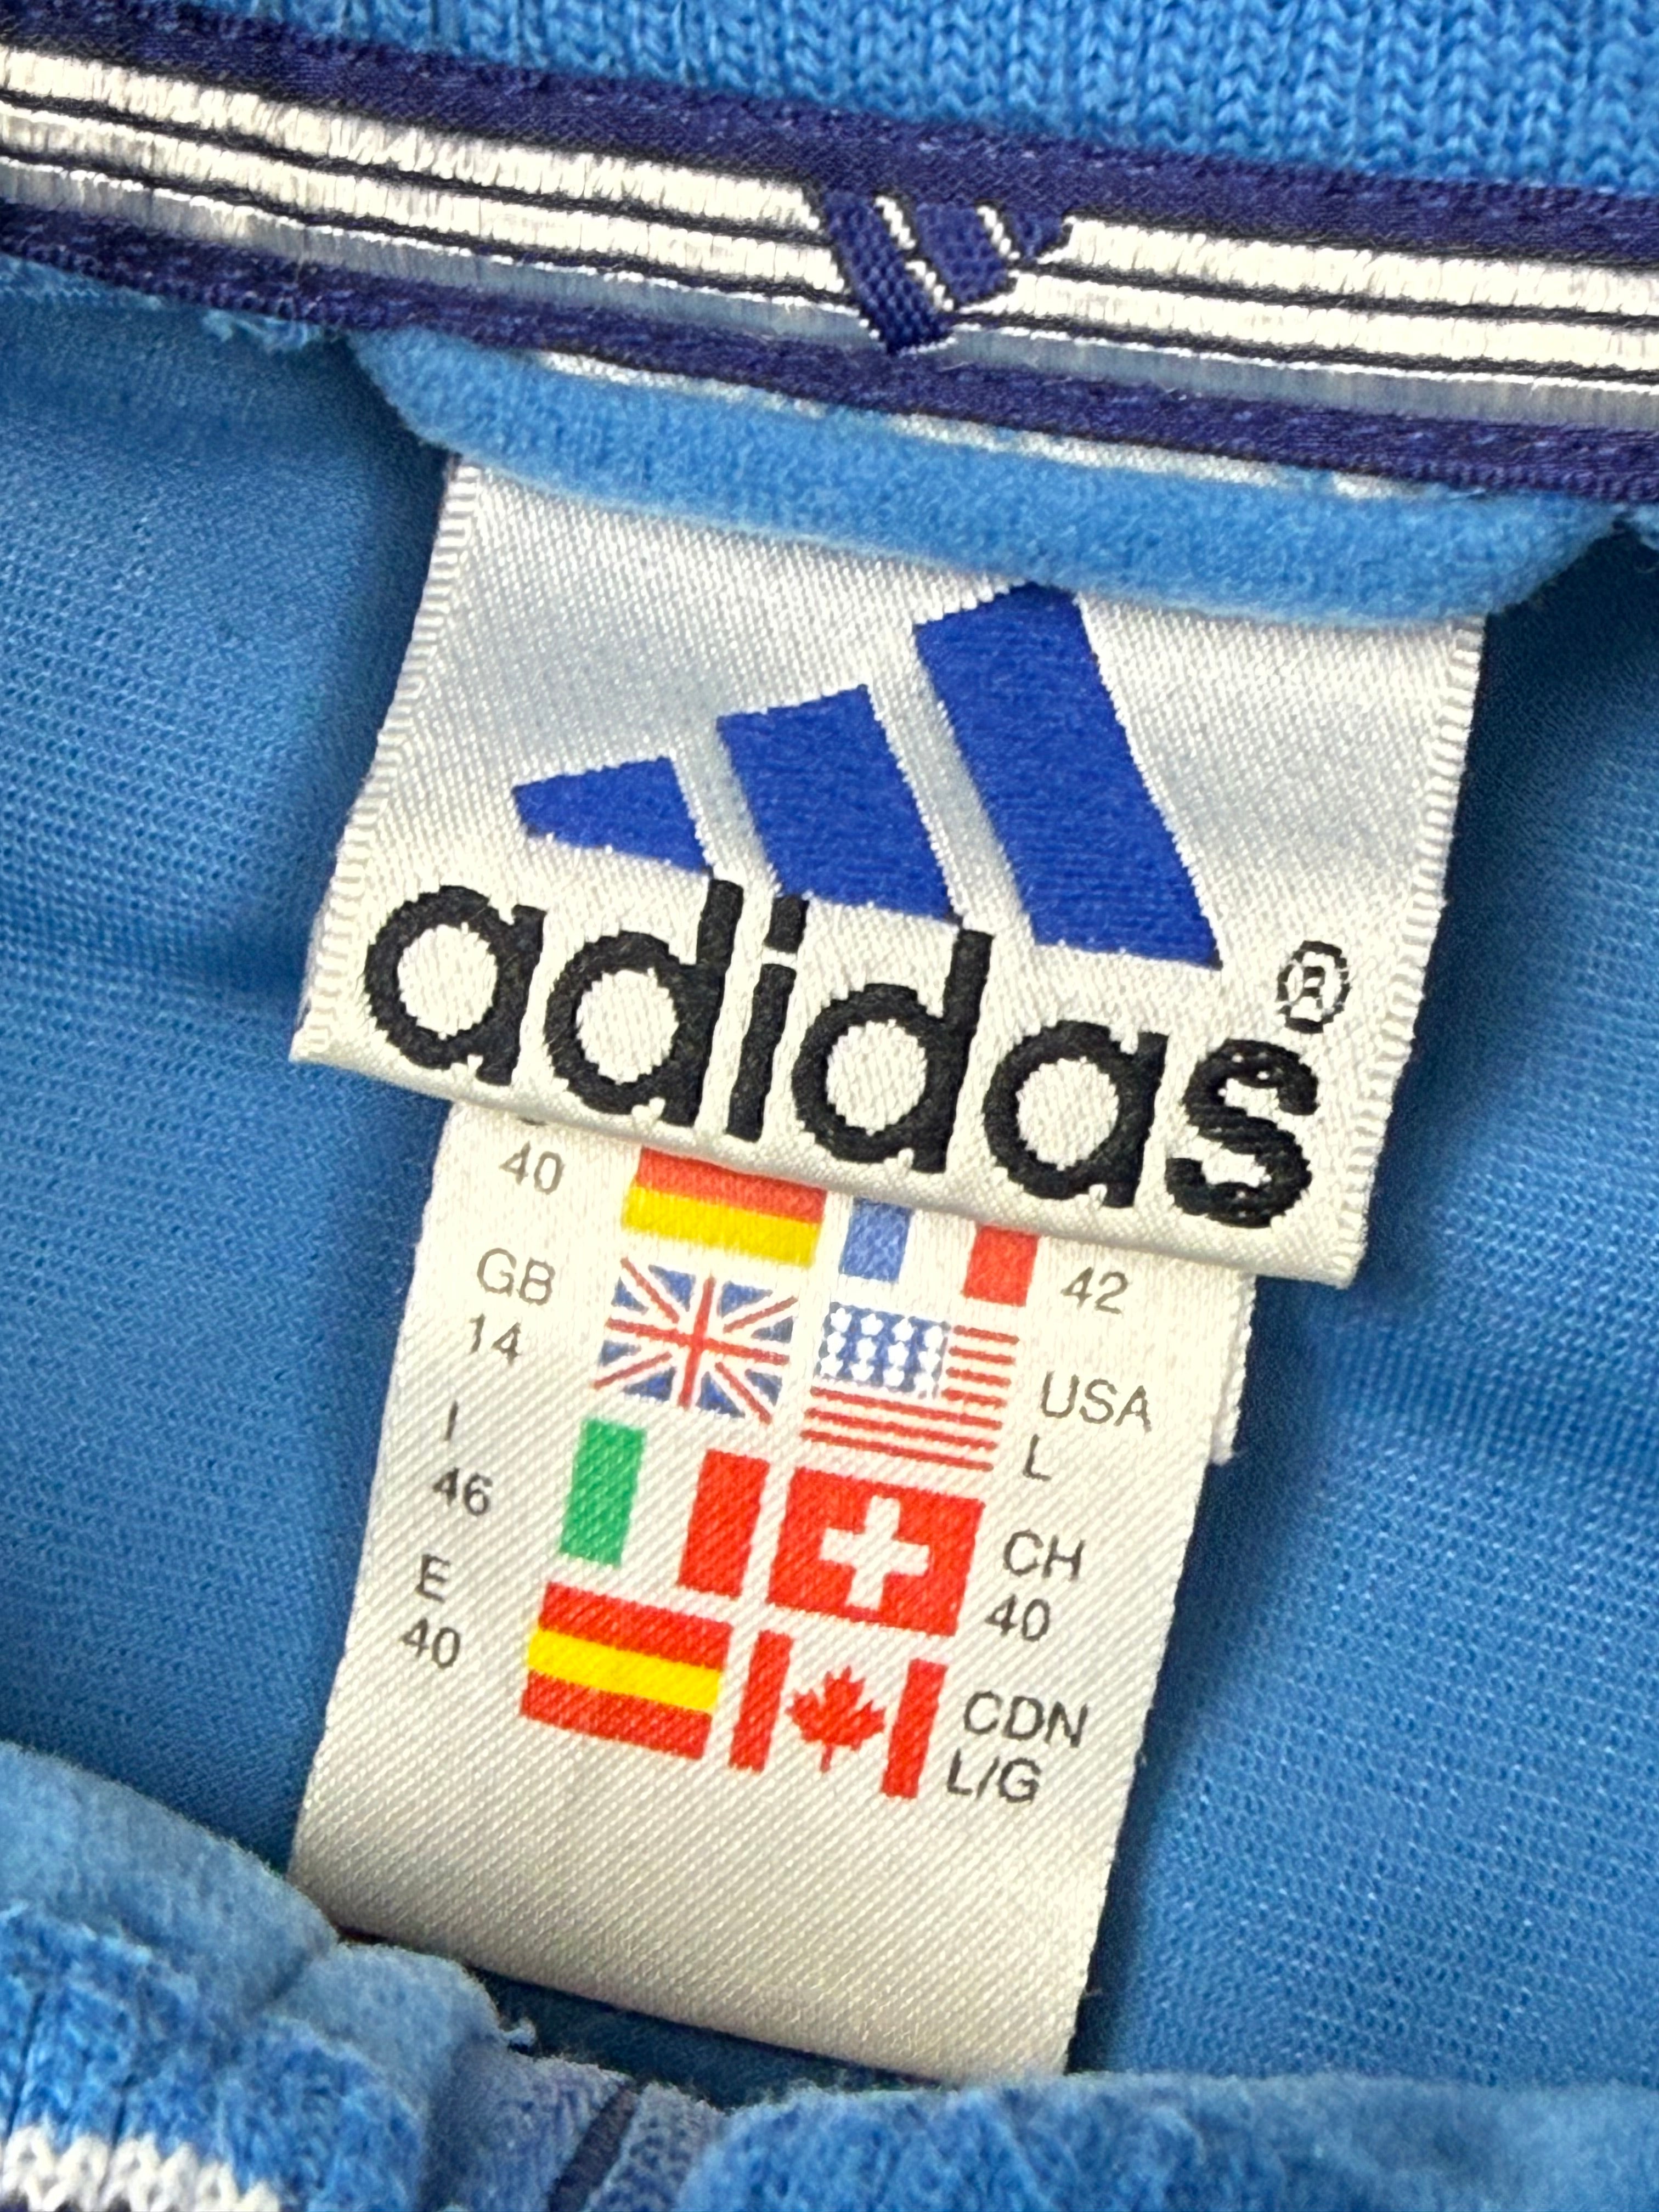 adidas®
40
42
GB
14
USA
L
I
46
CH
40
E
40
CDN
L/G